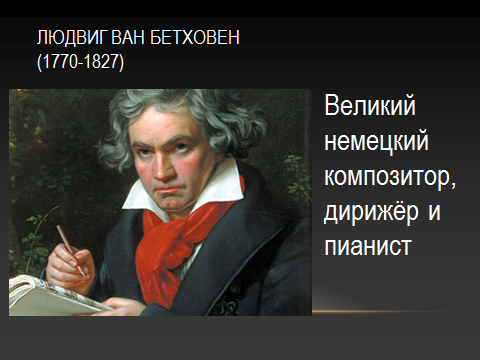 ЛЮДВИГ ВАН БЕТХОВЕН
(1770-1827)
Великий
немецкий
композитор,
дирижёр и
пианист